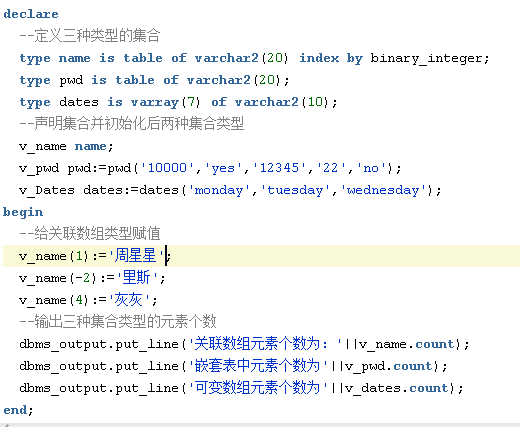 declare
--定义三种类型的集合
type name is table of varchar2(20) index by binary_integer;
type pwd is table of varchar2(20);
type dates is varray(7) of varchar2(10);
--声明集合并初始化后两种集合类型
v_name name;
v_pwd pwd:=pwd('10000','yes','12345','22','no');
v_Dates dates:=dates('monday','tuesday','wednesday');
begin
--给关联数组类型赋值
v_name(1):='周星星';
v_name(-2):='里斯';
v_name(4):='灰灰';
--输出三种集合类型的元素个数
dbms_output.put_line('关联数组元素个数为：'||v_name.count);
dbms_output.put_line('嵌套表中元素个数为'||v_pwd.count);
dbms_output.put_line('可变数组元素个数为'||v_dates.count);
end;